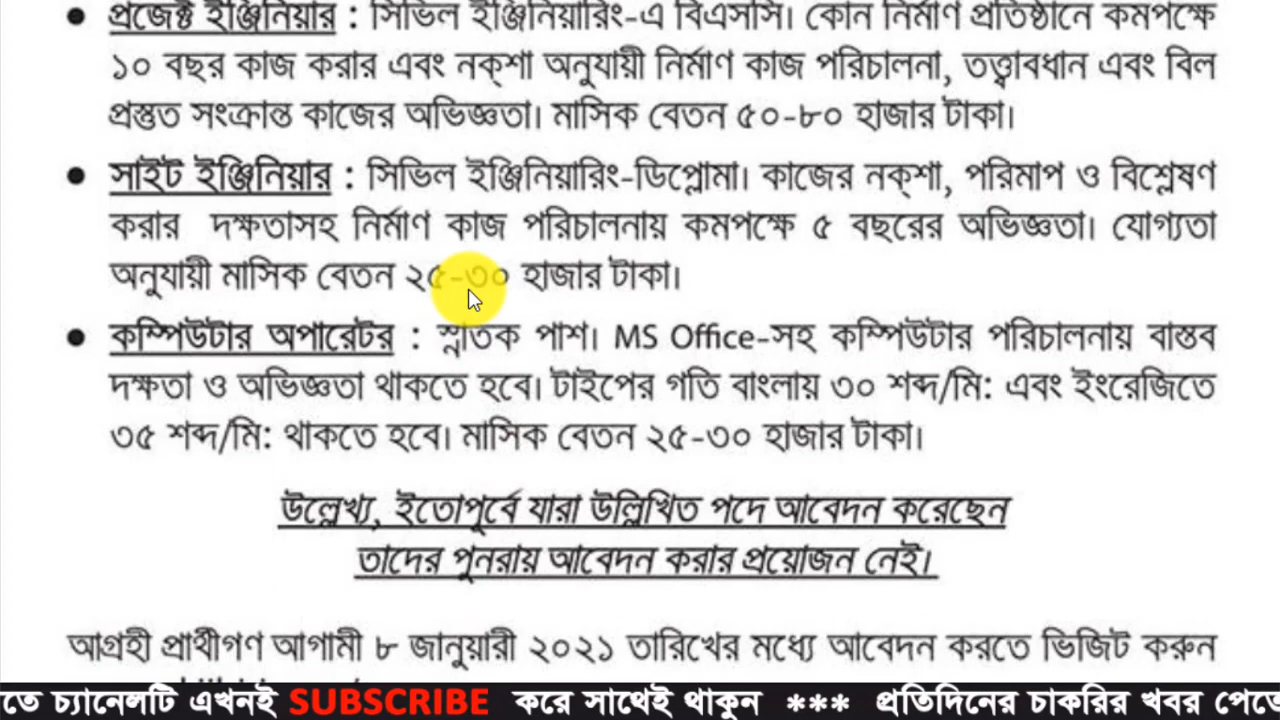 • প্রজেক্ট ইঞ্জিনিয়ার : সিভিল ইঞ্জিনিয়ারিং-এ বিএসসি। কোন নির্মাণ প্রতিষ্ঠানে কমপক্ষে
১০ বছর কাজ করার এবং নক্‌শা অনুযায়ী নির্মাণ কাজ পরিচালনা, তত্ত্বাবধান এবং বিল
প্রস্তুত সংক্রান্ত কাজের অভিজ্ঞতা। মাসিক বেতন ৫০-৮০ হাজার টাকা।
• সাইট ইঞ্জিনিয়ার : সিভিল ইঞ্জিনিয়ারিং-ডিপ্লোমা। কাজের নক্‌শা, পরিমাপ ও বিশ্লেষণ
করার দক্ষতাসহ নির্মাণ কাজ পরিচালনায় কমপক্ষে ৫ বছরের অভিজ্ঞতা। যোগ্যতা
অনুযায়ী মাসিক বেতন ২৫-৩০ হাজার টাকা।
• কম্পিউটার অপারেটর : স্নাতক পাশ। MS Office-সহ কম্পিউটার পরিচালনায় বাস্তব
দক্ষতা ও অভিজ্ঞতা থাকতে হবে। টাইপের গতি বাংলায় ৩০ শব্দ/মি: এবং ইংরেজিতে
৩৫ শব্দ/মি: থাকতে হবে। মাসিক বেতন ২৫-৩০ হাজার টাকা।
উল্লেখ্য, ইতোপূর্বে যারা উল্লিখিত পদে আবেদন করেছেন
তাদের পুনরায় আবেদন করার প্রয়োজন নেই।
আগ্রহী প্রার্থীগণ আগামী ৮ জানুয়ারী ২০২১ তারিখের মধ্যে আবেদন করতে ভিজিট করুন
তে চ্যানেলটি এখনই SUBSCRIBE করে সাথেই থাকুন *** প্রতিদিনের চাকরির খবর পেতে